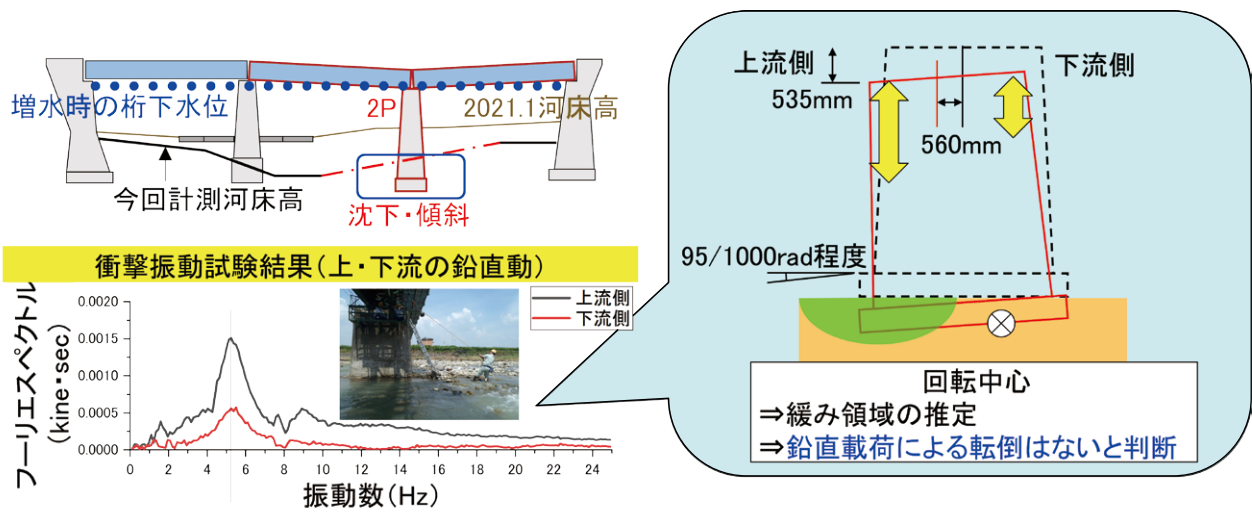 増水時の桁下水位
2P
2021.1河床高
今回計測河床高
沈下・傾斜
衝撃振動試験結果(上・下流の鉛直動)
フーリエスペクトル
(kine・sec)
0.0020
0.0015
0.0010
0.0005
0.0000
0 2 4 6 8 10 12 14 16 18 20 22 24
振動数(Hz)
上流側
下流側
上流側
下流側
535mm
560mm
95/1000rad程度
回転中心
⇒緩み領域の推定
⇒鉛直載荷による転倒はないと判断